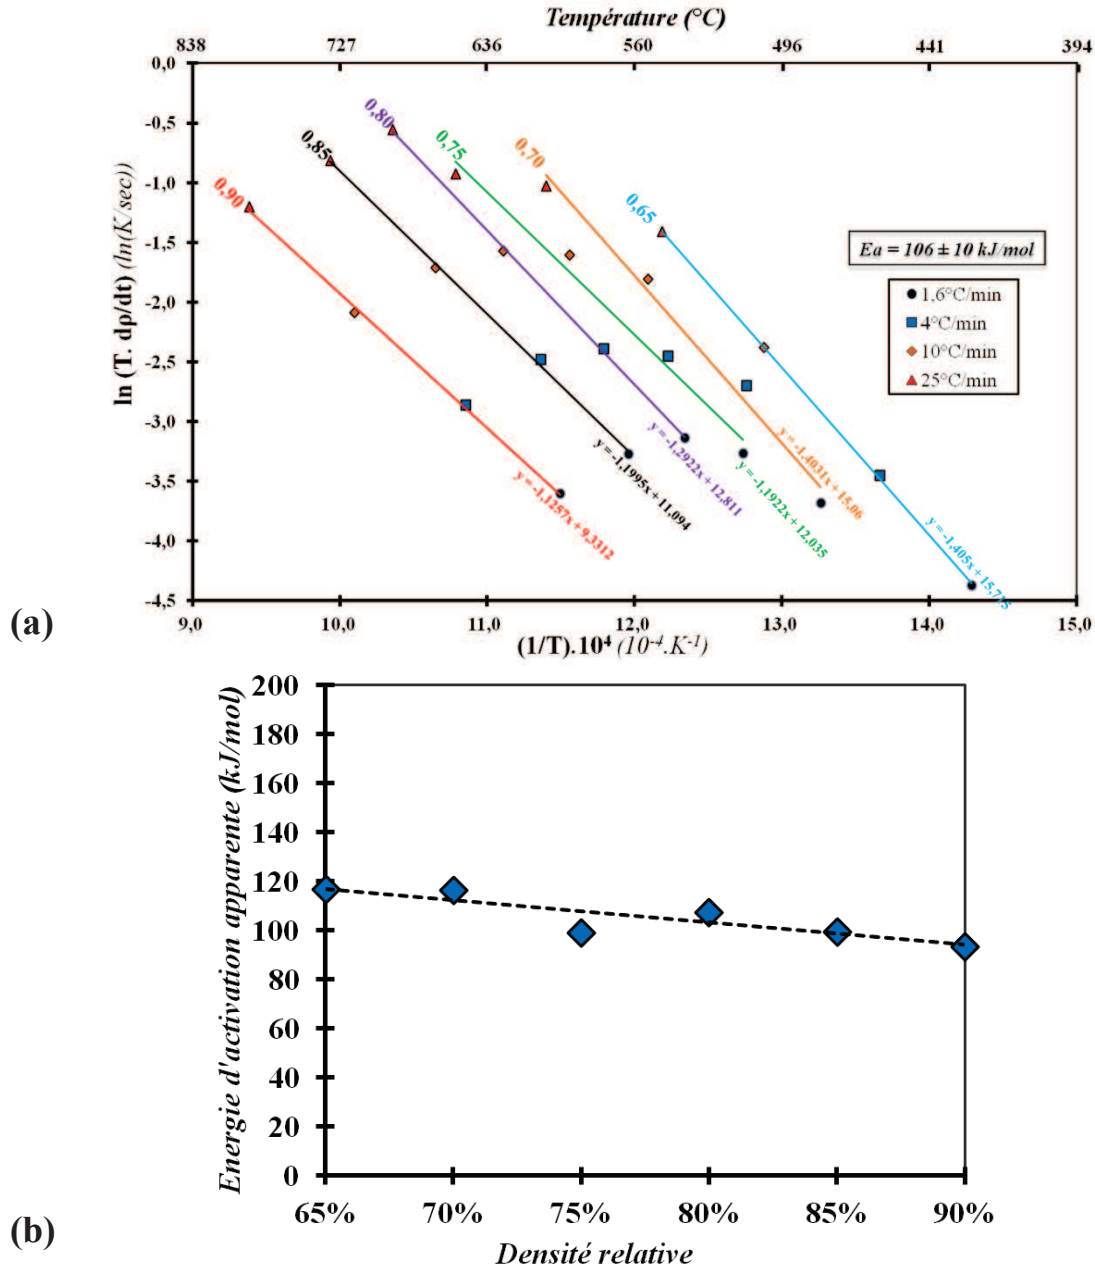 Température (°C)
838 727 636 560 496 441 394
0,0
-0,5
-1,0
-1,5
-2,0
-2,5
-3,0
-3,5
-4,0
-4,5
ln (T. dρ/dt) (ln(K/sec))
0,90
0,85
0,80
0,75
0,70
0,65
Ea = 106 ± 10 kJ/mol
1,6°C/min
4°C/min
10°C/min
25°C/min
y = -1,1257x + 9,3312
y = -1,1995x + 11,094
y = -1,2922x + 12,811
y = -1,1922x + 12,035
y = -1,4031x + 15,06
y = -1,405x + 15,715
9,0 10,0 11,0 12,0 13,0 14,0 15,0
(1/T).10⁴ (10⁻⁴.K⁻¹)
(a)
Energie d'activation apparente (kJ/mol)
200
180
160
140
120
100
80
60
40
20
0
65% 70% 75% 80% 85% 90%
Densité relative
(b)